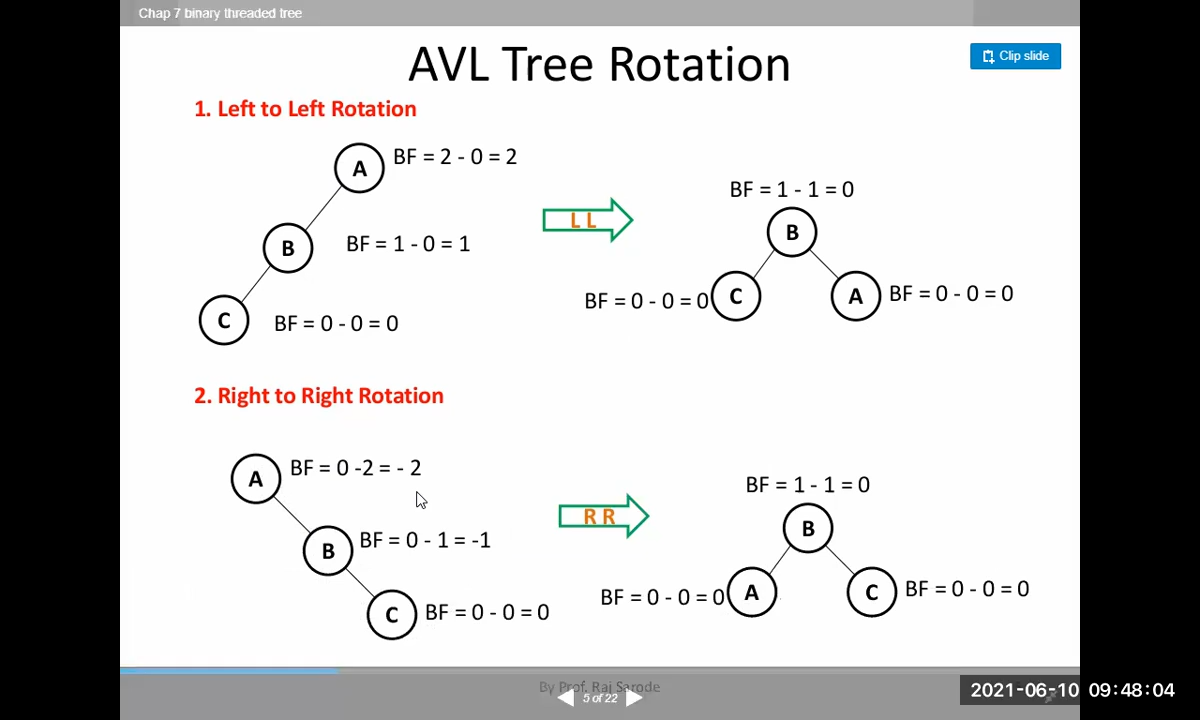 Chap 7 binary threaded tree
AVL Tree Rotation
Clip slide
1. Left to Left Rotation
A
BF = 2 - 0 = 2
B
BF = 1 - 0 = 1
C
BF = 0 - 0 = 0
L L
BF = 1 - 1 = 0
B
BF = 0 - 0 = 0
C
A
BF = 0 - 0 = 0
2. Right to Right Rotation
A
BF = 0 -2 = - 2
B
BF = 0 - 1 = -1
C
BF = 0 - 0 = 0
R R
BF = 1 - 1 = 0
B
BF = 0 - 0 = 0
A
C
BF = 0 - 0 = 0
By Prof. Raj Sarode
5 of 22
2021-06-10 09:48:04